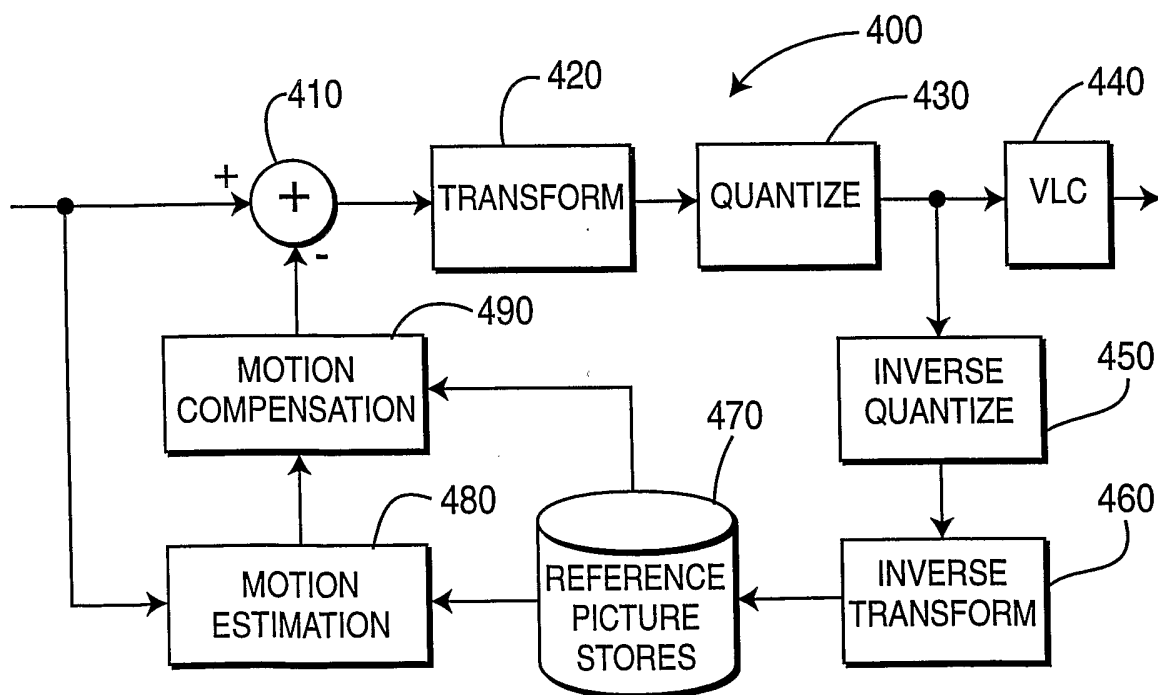 400
410
420
430
440
+
+
-
TRANSFORM
QUANTIZE
VLC
490
MOTION
COMPENSATION
470
INVERSE
QUANTIZE
450
480
MOTION
ESTIMATION
REFERENCE
PICTURE
STORES
INVERSE
TRANSFORM
460